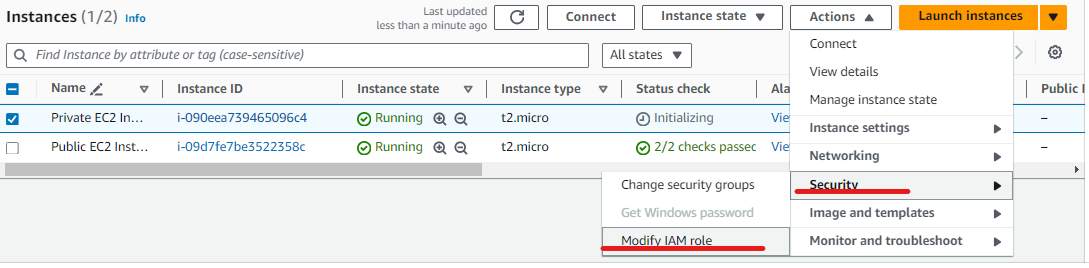 Instances (1/2) Info
Last updated
less than a minute ago
Connect
Instance state
Actions
Launch instances
Find Instance by attribute or tag (case-sensitive)
All states
Name
Instance ID
Instance state
Instance type
Status check
Ala
Public I
Private EC2 In...
i-090eea739465096c4
Running
t2.micro
Initializing
Vie
–
Public EC2 Inst...
i-09d7fe7be3522358c
Running
t2.micro
2/2 checks passec
Vie
–
Connect
View details
Manage instance state
Instance settings
Networking
Security
Image and templates
Monitor and troubleshoot
Change security groups
Get Windows password
Modify IAM role